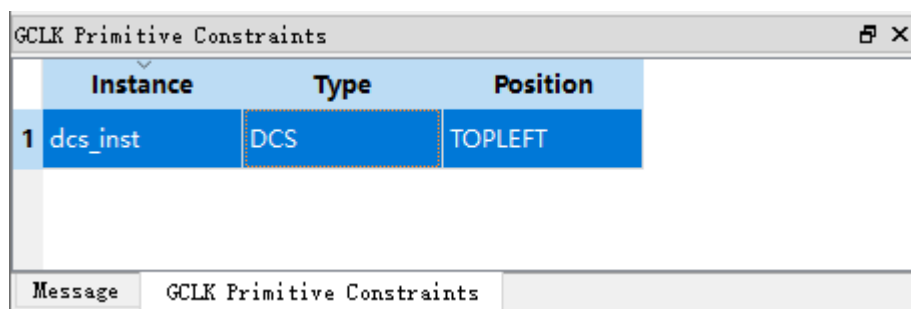 GCLK Primitive Constraints
Instance Type Position
1 dcs_inst DCS TOPLEFT
Message GCLK Primitive Constraints